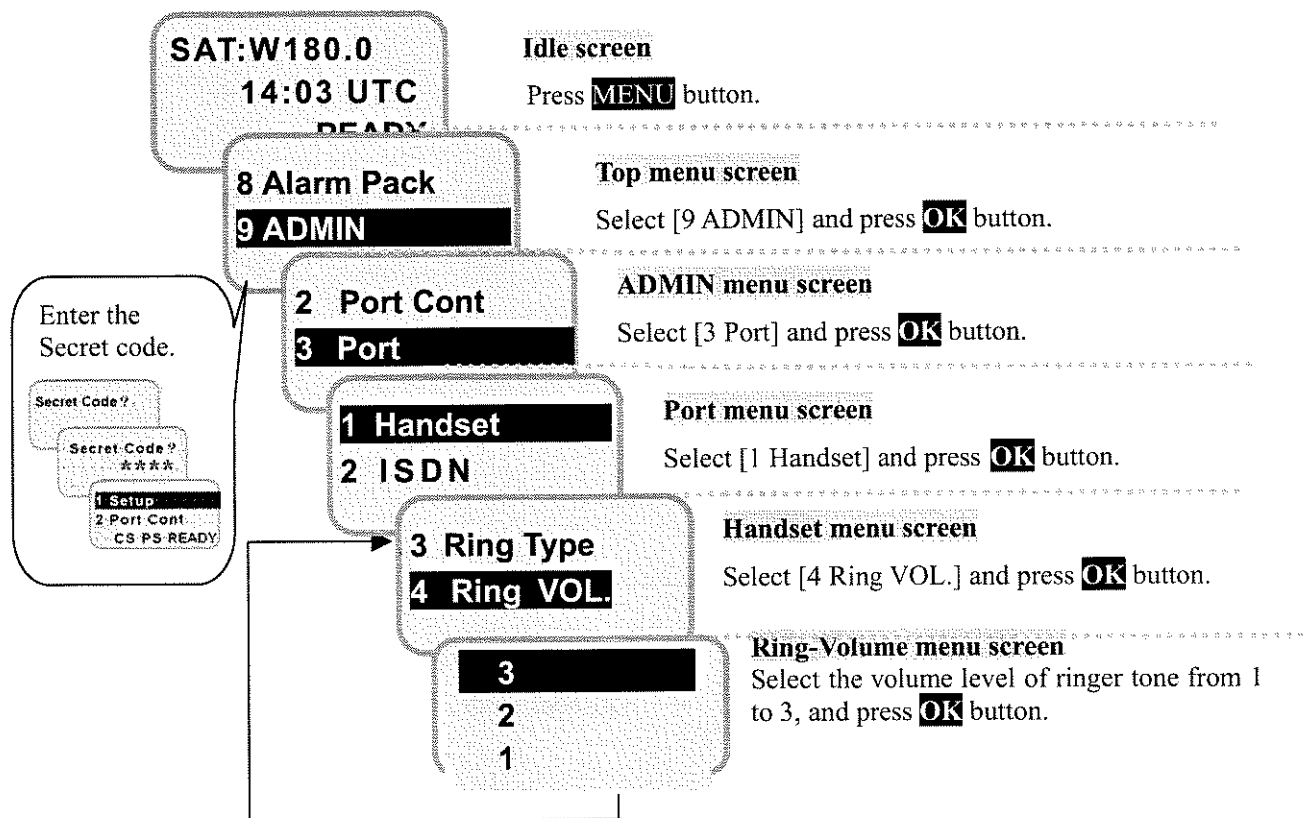 SAT:W180.0
14:03 UTC
READY
Idle screen
Press MENU button.
8 Alarm Pack
9 ADMIN
Top menu screen
Select [9 ADMIN] and press OK button.
Enter the
Secret code.
Secret Code?
Secret Code?
****
1 Setup
2 Port Cont
CS PS READY
2 Port Cont
3 Port
ADMIN menu screen
Select [3 Port] and press OK button.
1 Handset
2 ISDN
Port menu screen
Select [1 Handset] and press OK button.
3 Ring Type
4 Ring VOL.
Handset menu screen
Select [4 Ring VOL.] and press OK button.
3
2
1
Ring-Volume menu screen
Select the volume level of ringer tone from 1
to 3, and press OK button.